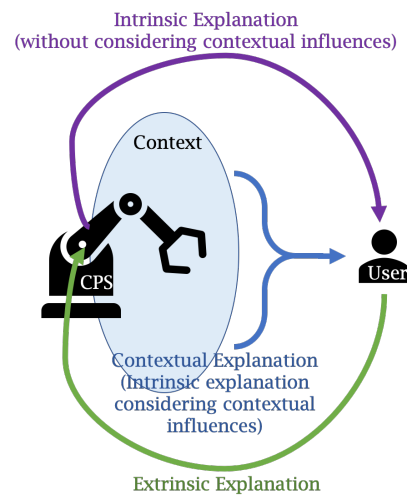 Intrinsic Explanation
(without considering contextual influences)
Context
User
CPS
Contextual Explanation
(Intrinsic explanation
considering contextual
influences)
Extrinsic Explanation